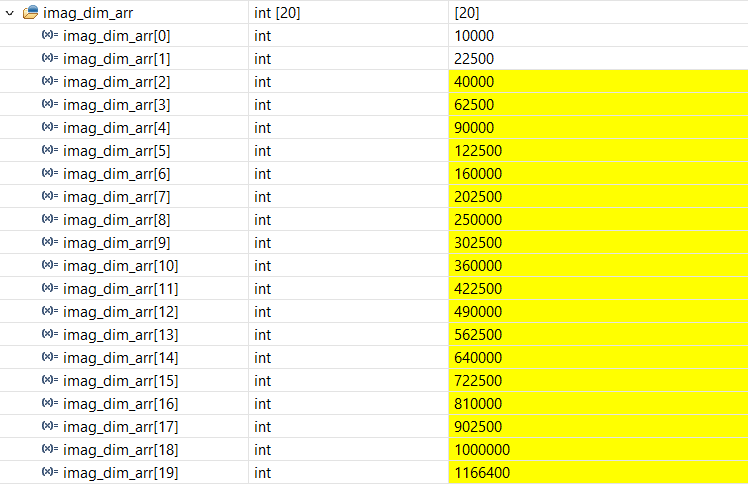 imag_dim_arr int [20] [20]
(x)= imag_dim_arr[0] int 10000
(x)= imag_dim_arr[1] int 22500
(x)= imag_dim_arr[2] int 40000
(x)= imag_dim_arr[3] int 62500
(x)= imag_dim_arr[4] int 90000
(x)= imag_dim_arr[5] int 122500
(x)= imag_dim_arr[6] int 160000
(x)= imag_dim_arr[7] int 202500
(x)= imag_dim_arr[8] int 250000
(x)= imag_dim_arr[9] int 302500
(x)= imag_dim_arr[10] int 360000
(x)= imag_dim_arr[11] int 422500
(x)= imag_dim_arr[12] int 490000
(x)= imag_dim_arr[13] int 562500
(x)= imag_dim_arr[14] int 640000
(x)= imag_dim_arr[15] int 722500
(x)= imag_dim_arr[16] int 810000
(x)= imag_dim_arr[17] int 902500
(x)= imag_dim_arr[18] int 1000000
(x)= imag_dim_arr[19] int 1166400